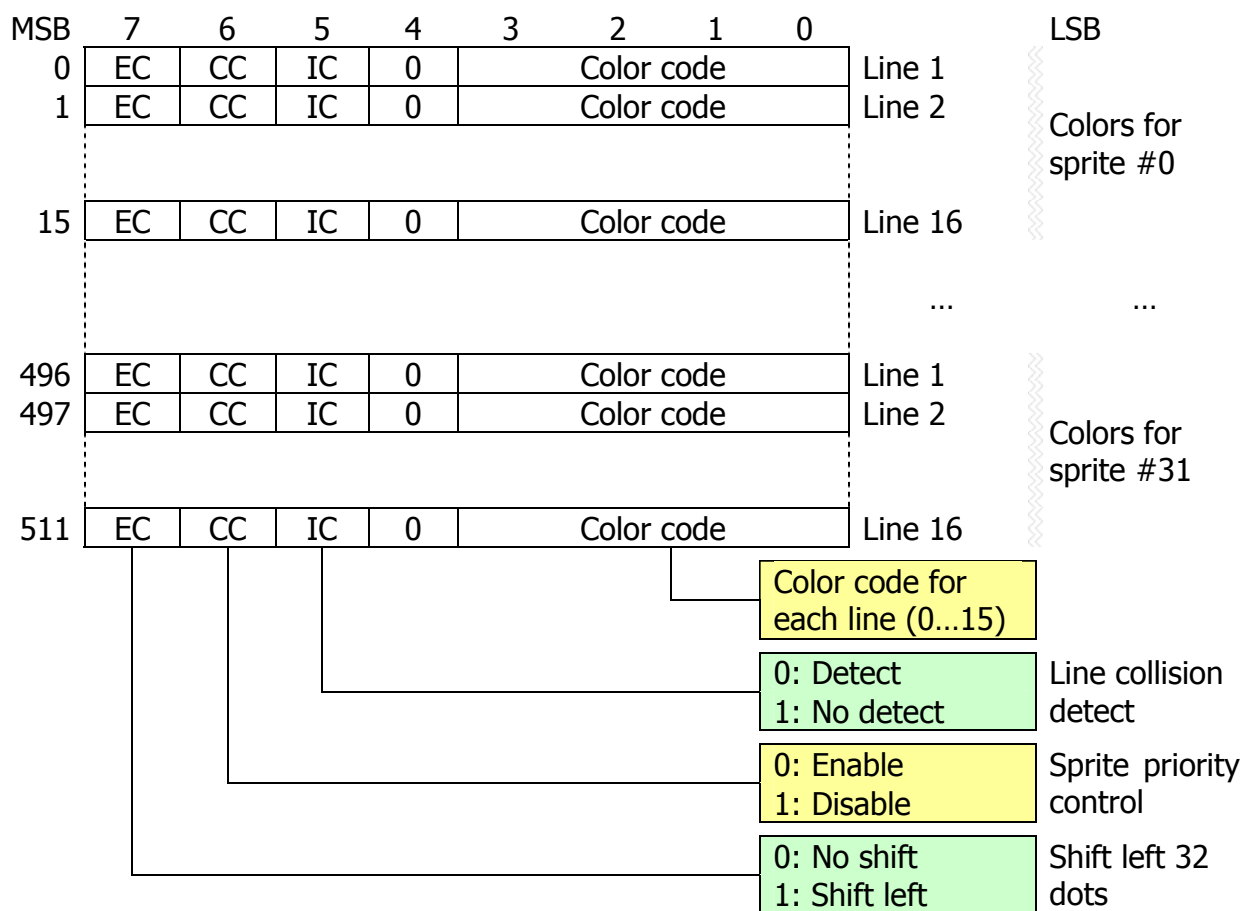 MSB 7 6 5 4 3 2 1 0 LSB
0 EC CC IC 0 Color code Line 1
1 EC CC IC 0 Color code Line 2
Colors for
sprite #0
15 EC CC IC 0 Color code Line 16
... ...
496 EC CC IC 0 Color code Line 1
497 EC CC IC 0 Color code Line 2
Colors for
sprite #31
511 EC CC IC 0 Color code Line 16
Color code for
each line (0...15)
0: Detect Line collision
1: No detect detect
0: Enable Sprite priority
1: Disable control
0: No shift Shift left 32
1: Shift left dots